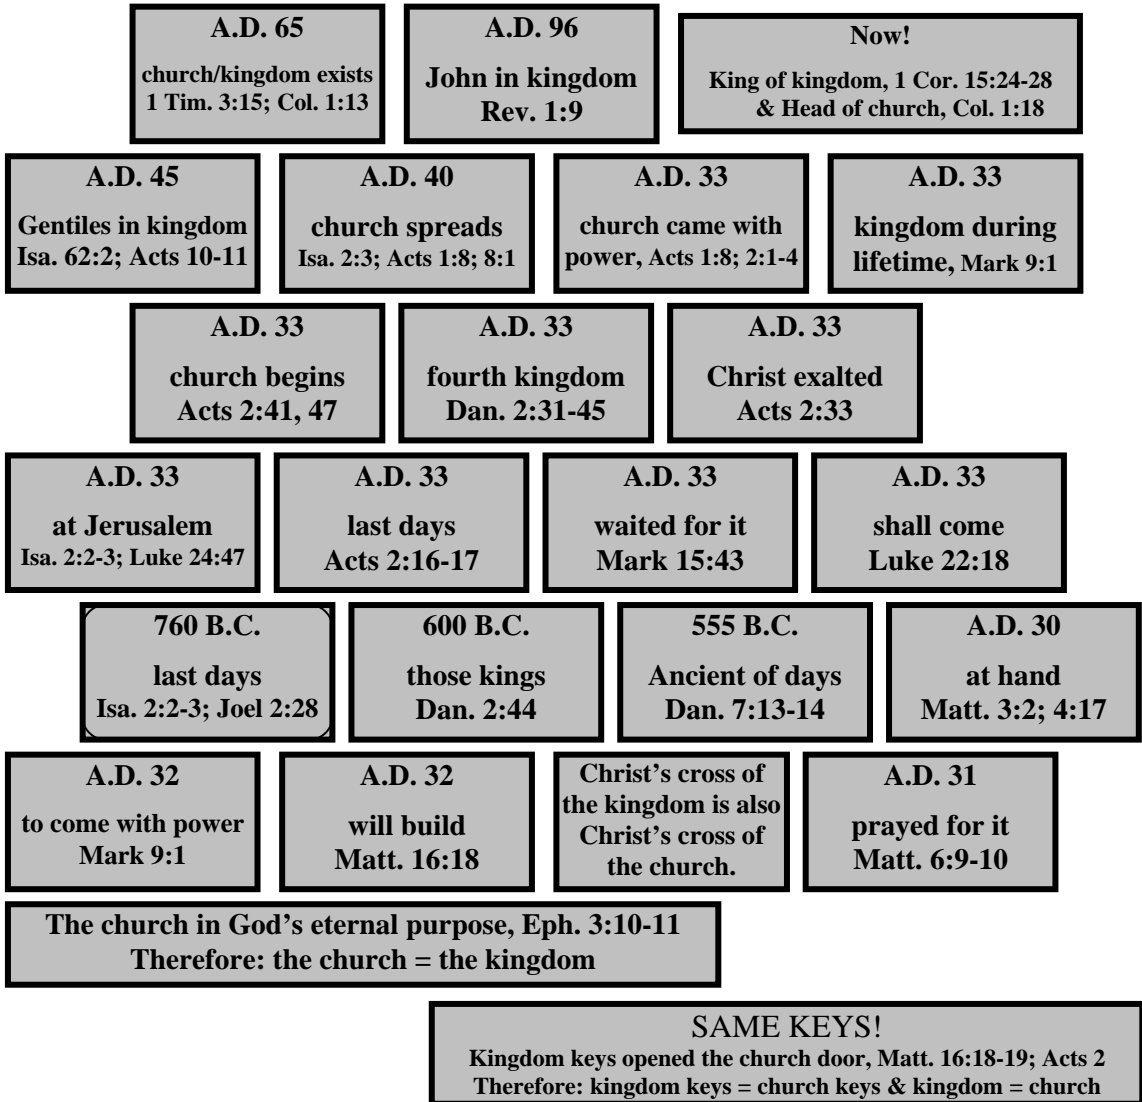 A.D. 65
church/kingdom exists
1 Tim. 3:15; Col. 1:13
A.D. 96
John in kingdom
Rev. 1:9
Now!
King of kingdom, 1 Cor. 15:24-28
& Head of church, Col. 1:18
A.D. 45
Gentiles in kingdom
Isa. 62:2; Acts 10-11
A.D. 40
church spreads
Isa. 2:3; Acts 1:8; 8:1
A.D. 33
church came with
power, Acts 1:8; 2:1-4
A.D. 33
kingdom during
lifetime, Mark 9:1
A.D. 33
church begins
Acts 2:41, 47
A.D. 33
fourth kingdom
Dan. 2:31-45
A.D. 33
Christ exalted
Acts 2:33
A.D. 33
at Jerusalem
Isa. 2:2-3; Luke 24:47
A.D. 33
last days
Acts 2:16-17
A.D. 33
waited for it
Mark 15:43
A.D. 33
shall come
Luke 22:18
760 B.C.
last days
Isa. 2:2-3; Joel 2:28
600 B.C.
those kings
Dan. 2:44
555 B.C.
Ancient of days
Dan. 7:13-14
A.D. 30
at hand
Matt. 3:2; 4:17
A.D. 32
to come with power
Mark 9:1
A.D. 32
will build
Matt. 16:18
Christ’s cross of
the kingdom is also
Christ’s cross of
the church.
A.D. 31
prayed for it
Matt. 6:9-10
The church in God’s eternal purpose, Eph. 3:10-11
Therefore: the church = the kingdom
SAME KEYS!
Kingdom keys opened the church door, Matt. 16:18-19; Acts 2
Therefore: kingdom keys = church keys & kingdom = church